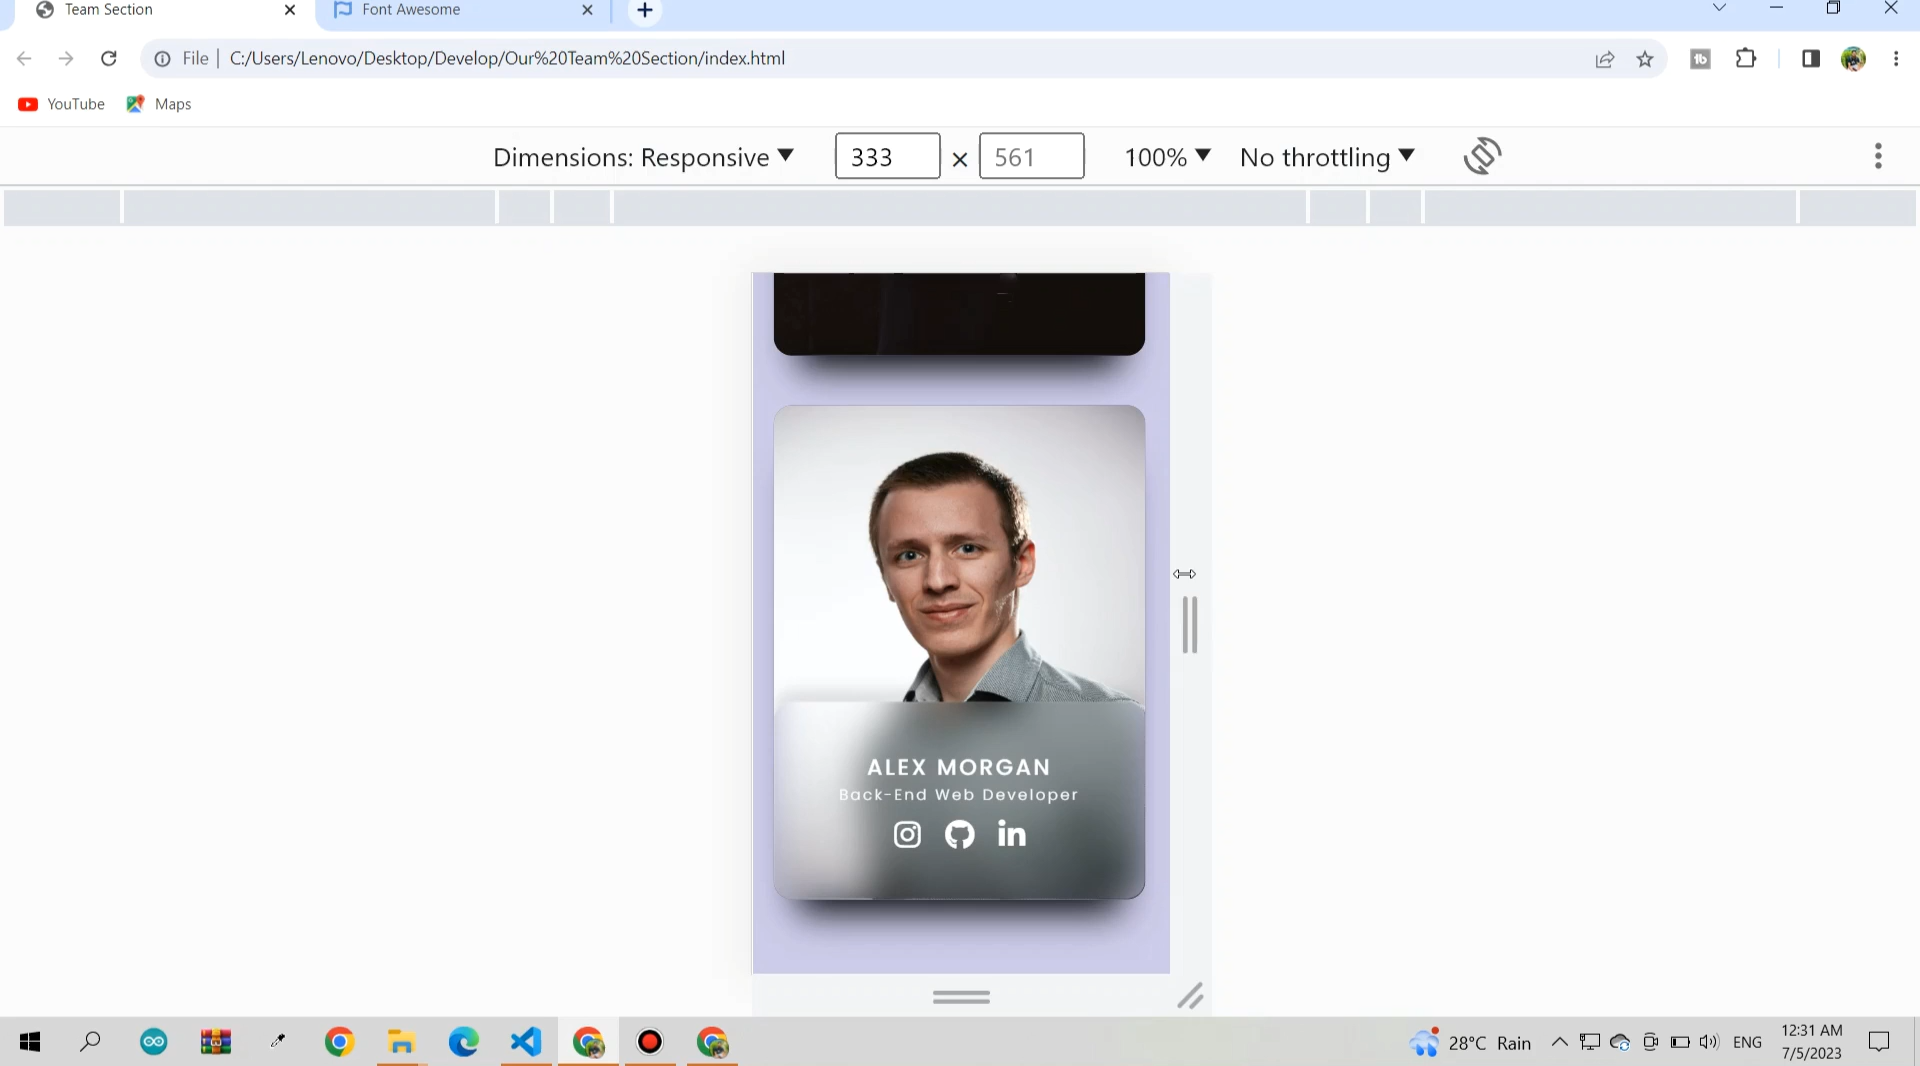 Team Section
Font Awesome
File
C:/Users/Lenovo/Desktop/Develop/Our%20Team%20Section/index.html
YouTube
Maps
Dimensions: Responsive
333 × 561
100%
No throttling
ALEX MORGAN
Back-End Web Developer
28°C Rain
ENG
12:31 AM
7/5/2023